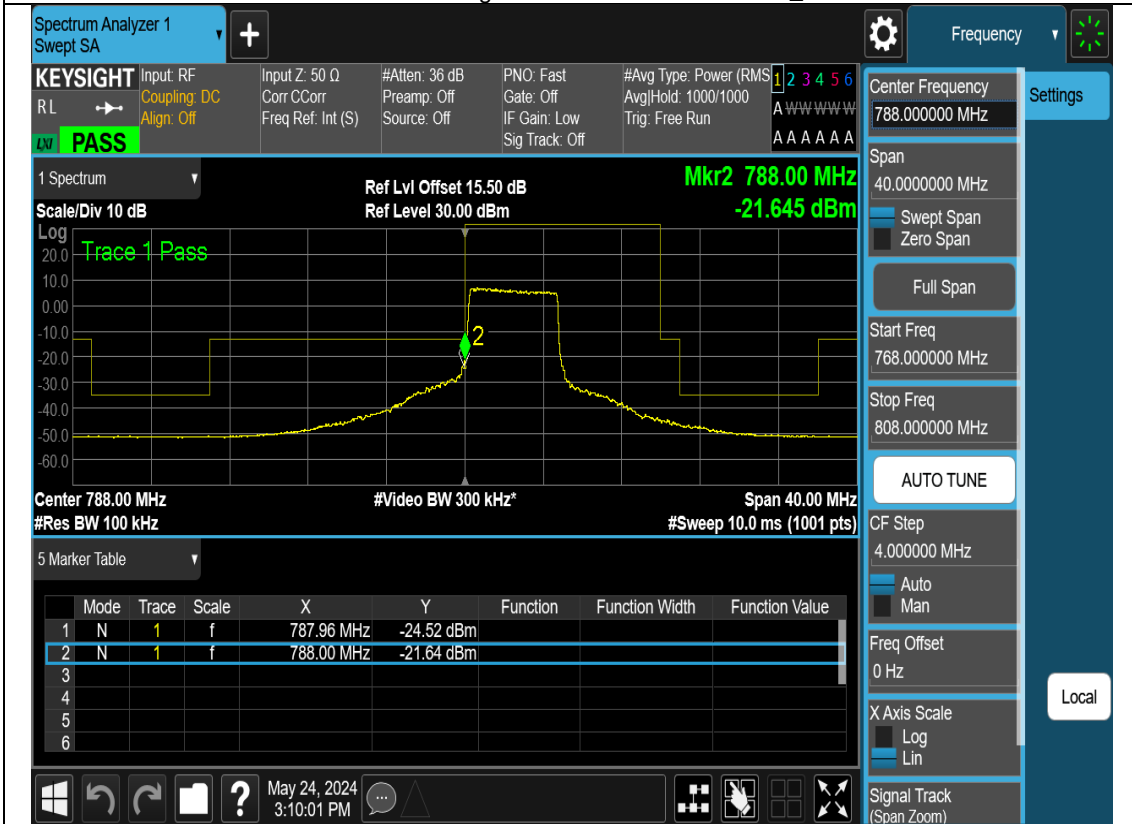 Spectrum Analyzer 1
Swept SA
Frequency
KEYSIGHT
R L
LXI
PASS
Input: RF
Coupling: DC
Align: Off
Input Z: 50 Ω
Corr CCorr
Freq Ref: Int (S)
#Atten: 36 dB
Preamp: Off
Source: Off
PNO: Fast
Gate: Off
IF Gain: Low
Sig Track: Off
#Avg Type: Power (RMS
Avg|Hold: 1000/1000
Trig: Free Run
1 2 3 4 5 6
A W W W W W
A A A A A A
1 Spectrum
Scale/Div 10 dB
Ref Lvl Offset 15.50 dB
Ref Level 30.00 dBm
Mkr2 788.00 MHz
-21.645 dBm
Log
Trace 1 Pass
20.0
10.0
0.00
-10.0
-20.0
-30.0
-40.0
-50.0
-60.0
2
Center 788.00 MHz
#Video BW 300 kHz*
Span 40.00 MHz
#Res BW 100 kHz
#Sweep 10.0 ms (1001 pts)
5 Marker Table
Mode Trace Scale X Y Function Function Width Function Value
1 N 1 f 787.96 MHz -24.52 dBm
2 N 1 f 788.00 MHz -21.64 dBm
3
4
5
6
?
May 24, 2024
3:10:01 PM
Center Frequency
788.000000 MHz
Settings
Span
40.0000000 MHz
Swept Span
Zero Span
Full Span
Start Freq
768.000000 MHz
Stop Freq
808.000000 MHz
AUTO TUNE
CF Step
4.000000 MHz
Auto
Man
Freq Offset
0 Hz
Local
X Axis Scale
Log
Lin
Signal Track
(Span Zoom)